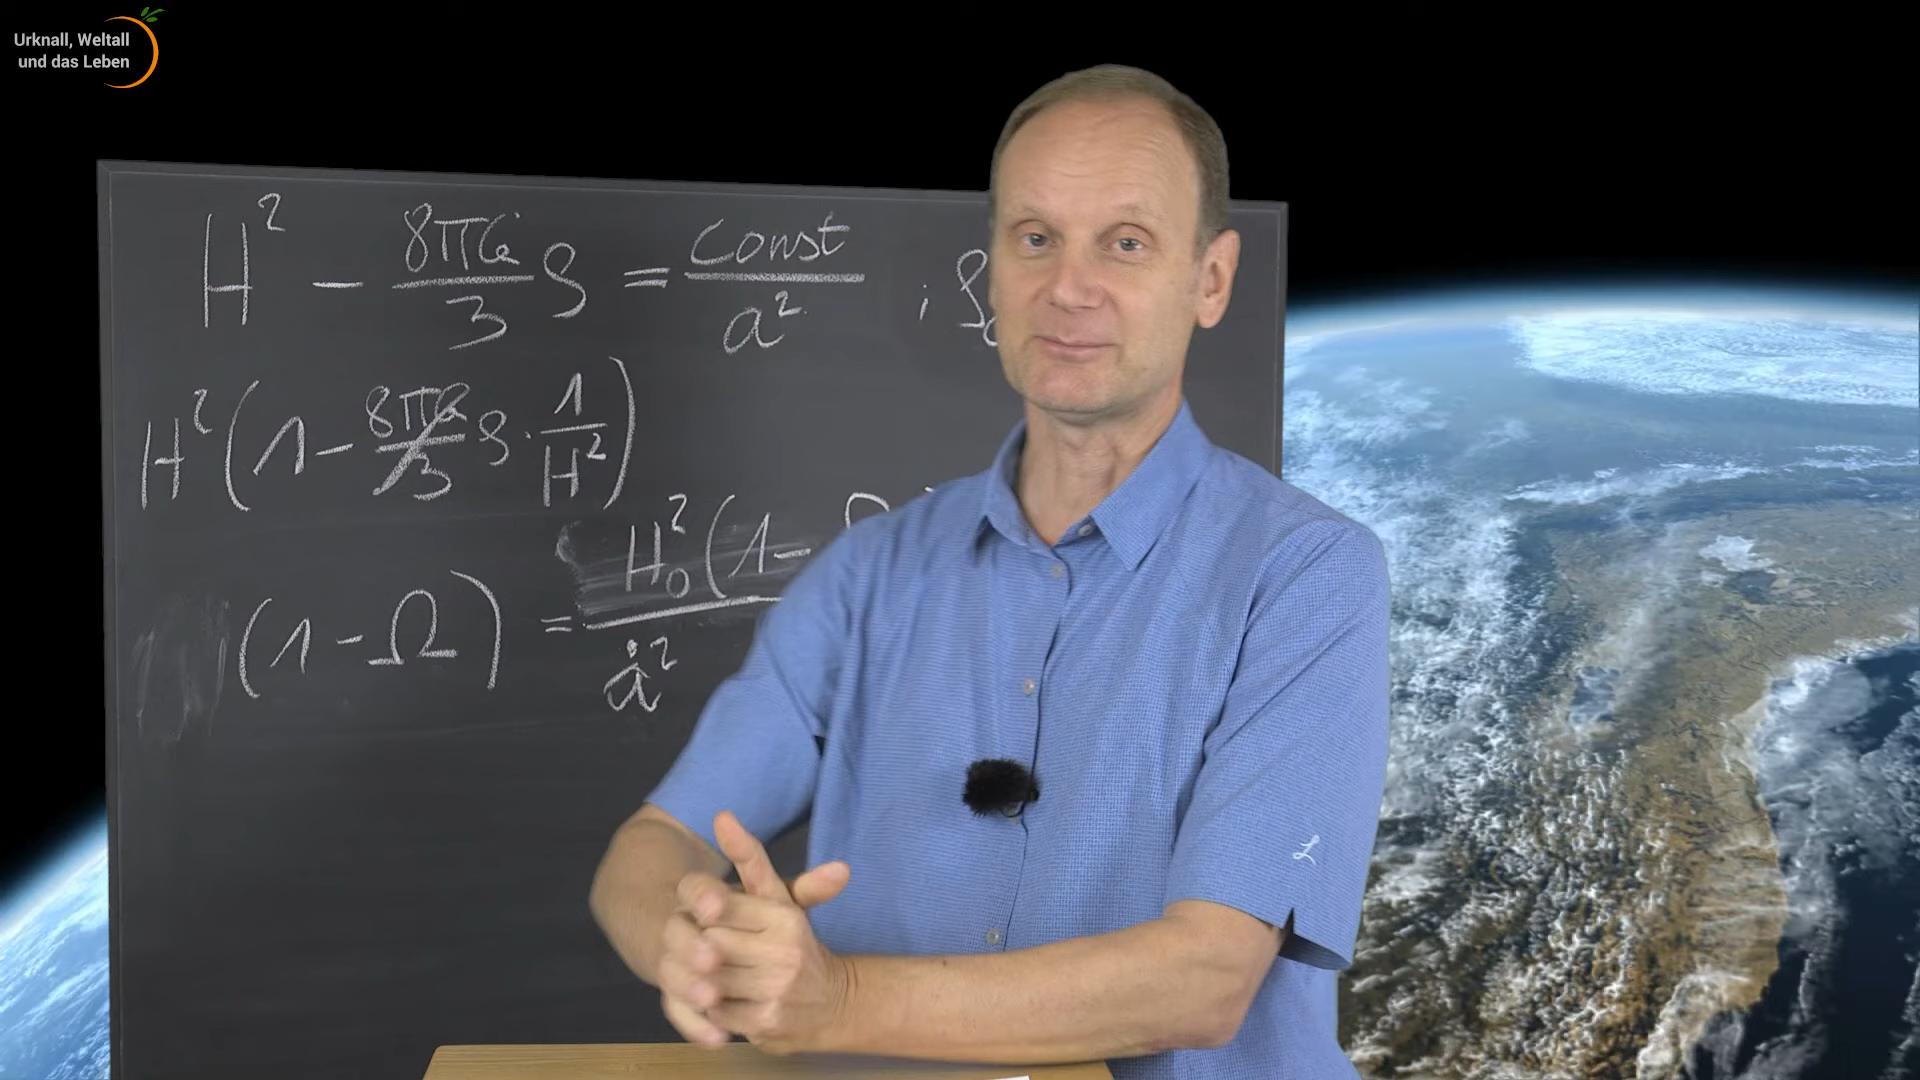 Urknall, Weltall
und das Leben
H² − 8πG/3 ρ = const/a² ; ρ
H² (1 − 8πG/3 ρ · 1/H²)
(1 − Ω) = H₀² (1 − Ω / ȧ²